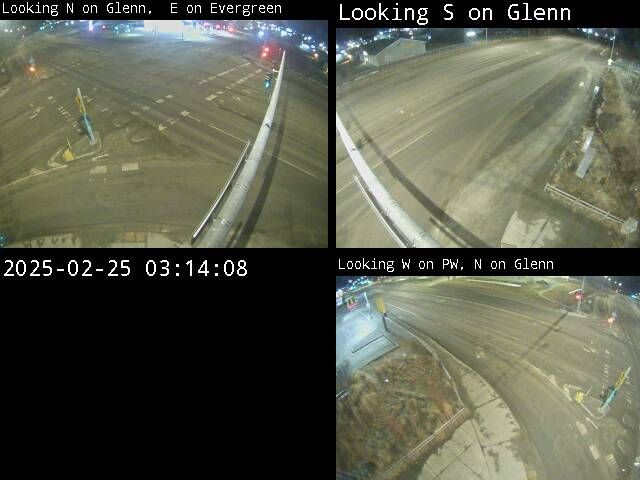 Looking N on Glenn,  E on Evergreen
Looking S on Glenn
2025-02-25 03:14:08
Looking W on PW, N on Glenn